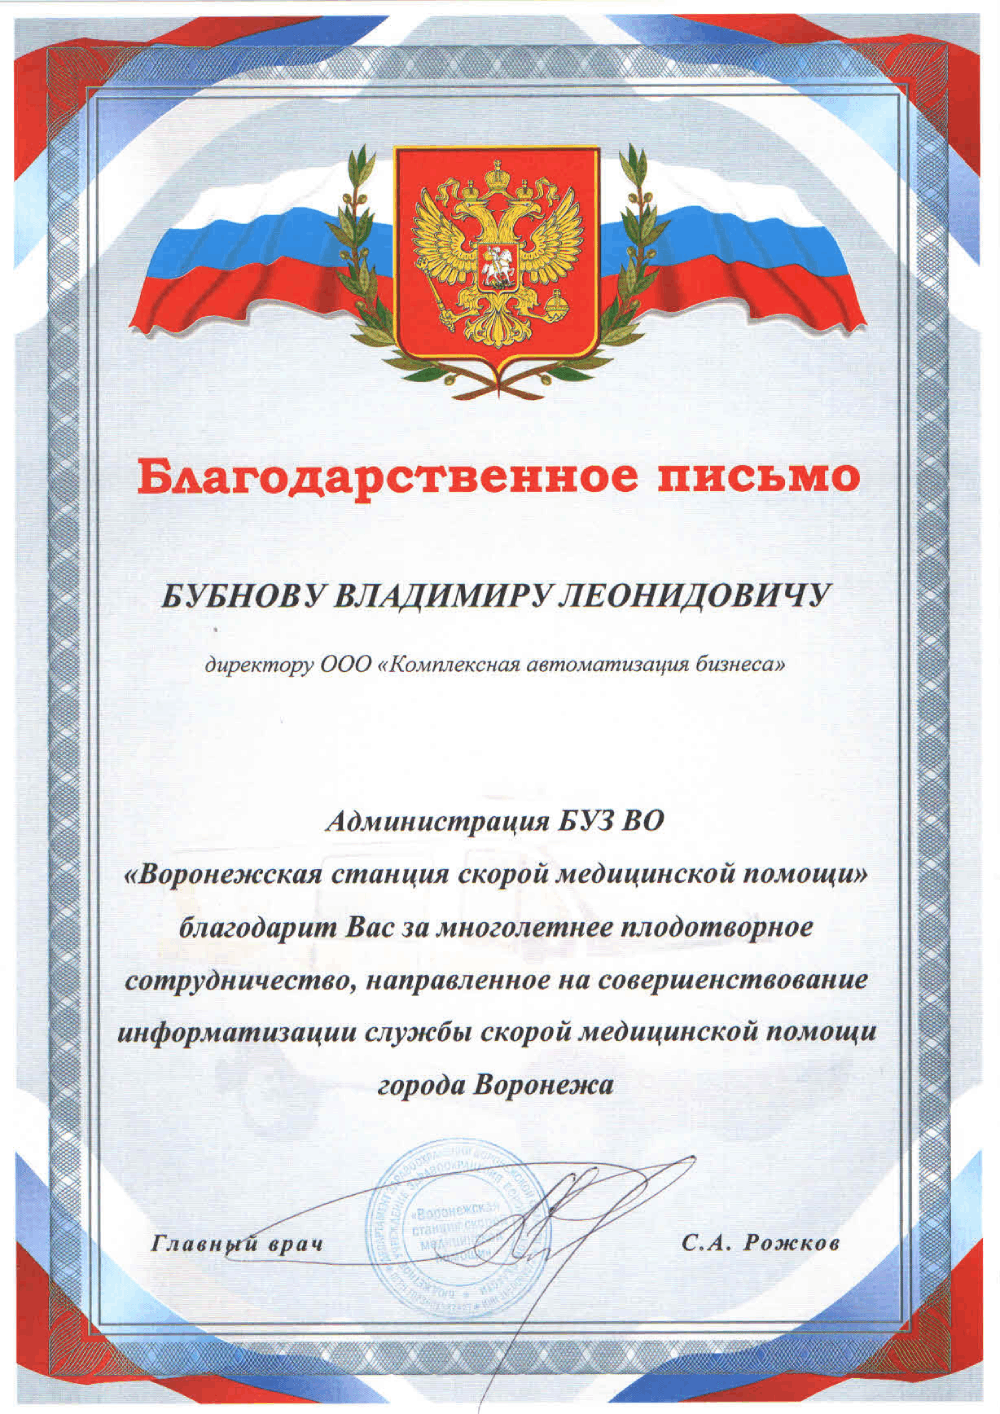 Благодарственное письмо
БУБНОВУ ВЛАДИМИРУ ЛЕОНИДОВИЧУ
директору ООО «Комплексная автоматизация бизнеса»
Администрация БУЗ ВО
«Воронежская станция скорой медицинской помощи»
благодарит Вас за многолетнее плодотворное
сотрудничество, направленное на совершенствование
информатизации службы скорой медицинской помощи
города Воронежа
«Воронежская
станция скорой
медицинской
помощи»
Главный врач
С.А. Рожков